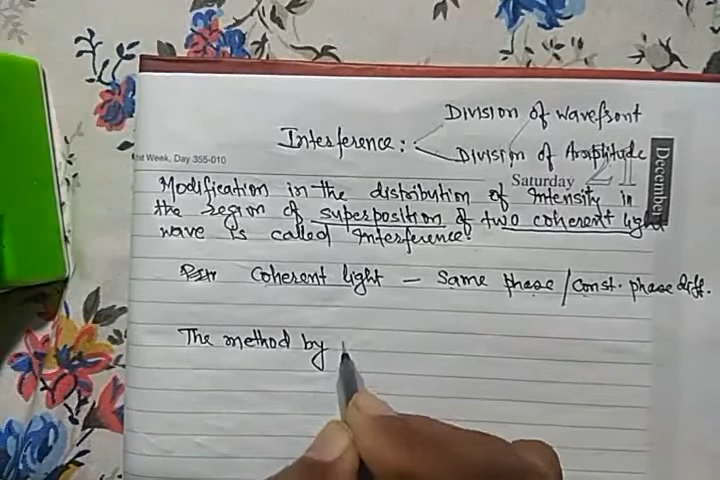 Division of Wavefront
Interference:
Division of Amplitude
st Week, Day 355-010
Saturday 21
December
Modification in the distribution of Intensity in
the region of superposition of two coherent light
wave is called Interference.
Coherent light — Same phase / Const. phase diff.
The method by